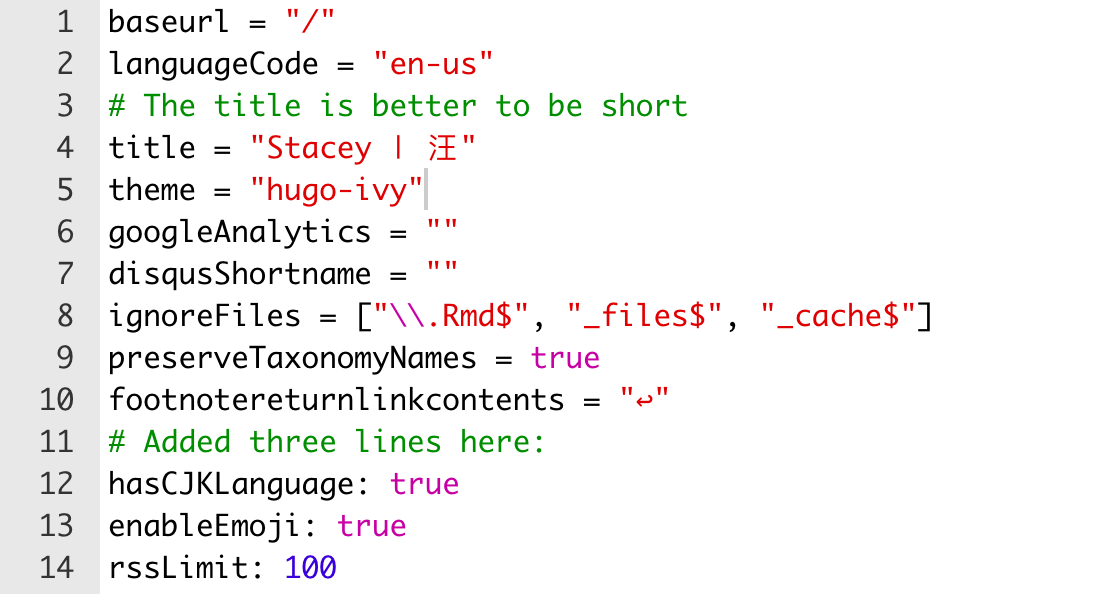 1 baseurl = "/"
2 languageCode = "en-us"
3 # The title is better to be short
4 title = "Stacey | 汪"
5 theme = "hugo-ivy"
6 googleAnalytics = ""
7 disqusShortname = ""
8 ignoreFiles = ["\\.Rmd$", "_files$", "_cache$"]
9 preserveTaxonomyNames = true
10 footnotereturnlinkcontents = "↩"
11 # Added three lines here:
12 hasCJKLanguage: true
13 enableEmoji: true
14 rssLimit: 100